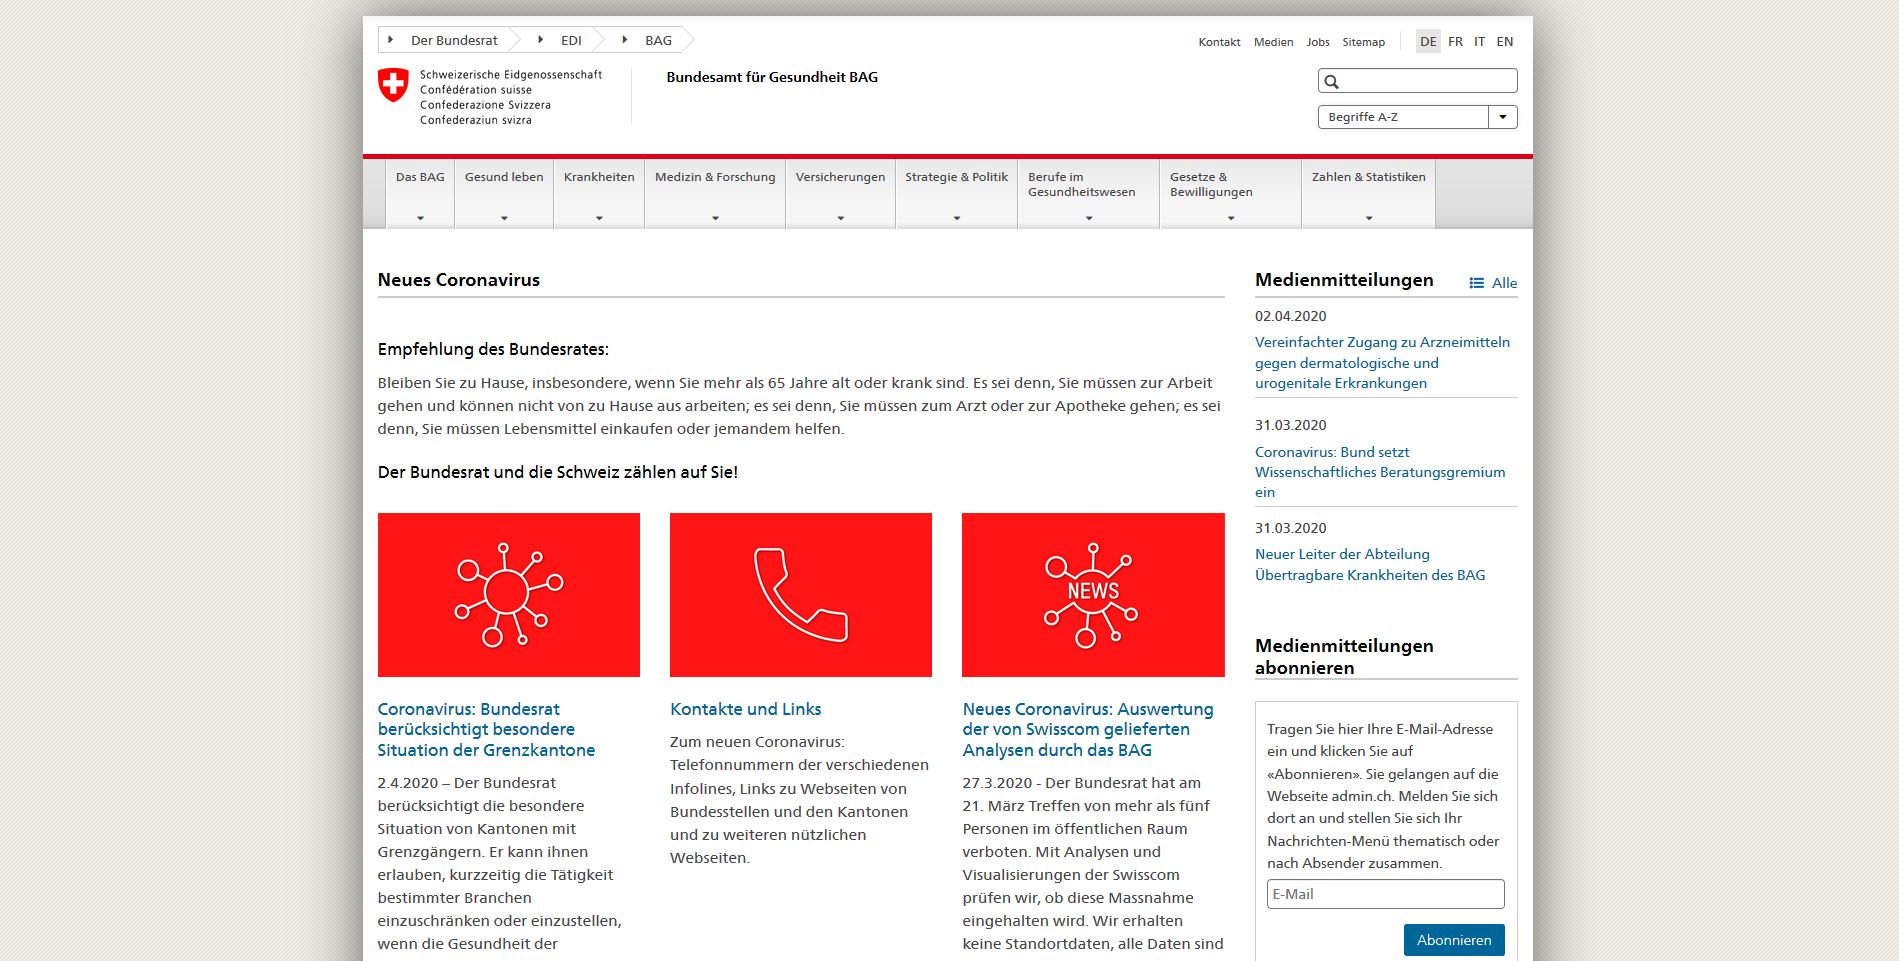 Der Bundesrat
EDI
BAG
Kontakt Medien Jobs Sitemap
DE FR IT EN
Schweizerische Eidgenossenschaft
Confédération suisse
Confederazione Svizzera
Confederaziun svizra
Bundesamt für Gesundheit BAG
Begriffe A-Z
Das BAG
Gesund leben
Krankheiten
Medizin & Forschung
Versicherungen
Strategie & Politik
Berufe im
Gesundheitswesen
Gesetze &
Bewilligungen
Zahlen & Statistiken
Neues Coronavirus
Empfehlung des Bundesrates:
Bleiben Sie zu Hause, insbesondere, wenn Sie mehr als 65 Jahre alt oder krank sind. Es sei denn, Sie müssen zur Arbeit
gehen und können nicht von zu Hause aus arbeiten; es sei denn, Sie müssen zum Arzt oder zur Apotheke gehen; es sei
denn, Sie müssen Lebensmittel einkaufen oder jemandem helfen.
Der Bundesrat und die Schweiz zählen auf Sie!
Coronavirus: Bundesrat
berücksichtigt besondere
Situation der Grenzkantone
2.4.2020 – Der Bundesrat
berücksichtigt die besondere
Situation von Kantonen mit
Grenzgängern. Er kann ihnen
erlauben, kurzzeitig die Tätigkeit
bestimmter Branchen
einzuschränken oder einzustellen,
wenn die Gesundheit der
Kontakte und Links
Zum neuen Coronavirus:
Telefonnummern der verschiedenen
Infolines, Links zu Webseiten von
Bundesstellen und den Kantonen
und zu weiteren nützlichen
Webseiten.
NEWS
Neues Coronavirus: Auswertung
der von Swisscom gelieferten
Analysen durch das BAG
27.3.2020 - Der Bundesrat hat am
21. März Treffen von mehr als fünf
Personen im öffentlichen Raum
verboten. Mit Analysen und
Visualisierungen der Swisscom
prüfen wir, ob diese Massnahme
eingehalten wird. Wir erhalten
keine Standortdaten, alle Daten sind
Medienmitteilungen
Alle
02.04.2020
Vereinfachter Zugang zu Arzneimitteln
gegen dermatologische und
urogenitale Erkrankungen
31.03.2020
Coronavirus: Bund setzt
Wissenschaftliches Beratungsgremium
ein
31.03.2020
Neuer Leiter der Abteilung
Übertragbare Krankheiten des BAG
Medienmitteilungen
abonnieren
Tragen Sie hier Ihre E-Mail-Adresse
ein und klicken Sie auf
«Abonnieren». Sie gelangen auf die
Webseite admin.ch. Melden Sie sich
dort an und stellen Sie sich Ihr
Nachrichten-Menü thematisch oder
nach Absender zusammen.
E-Mail
Abonnieren